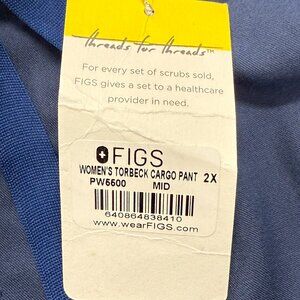 threads for threads™
For every set of scrubs sold,
FIGS gives a set to a healthcare
provider in need.
FIGS
WOMEN'S TORBECK CARGO PANT 2X
PW5500 MID
640864838410
www.wearFIGS.com